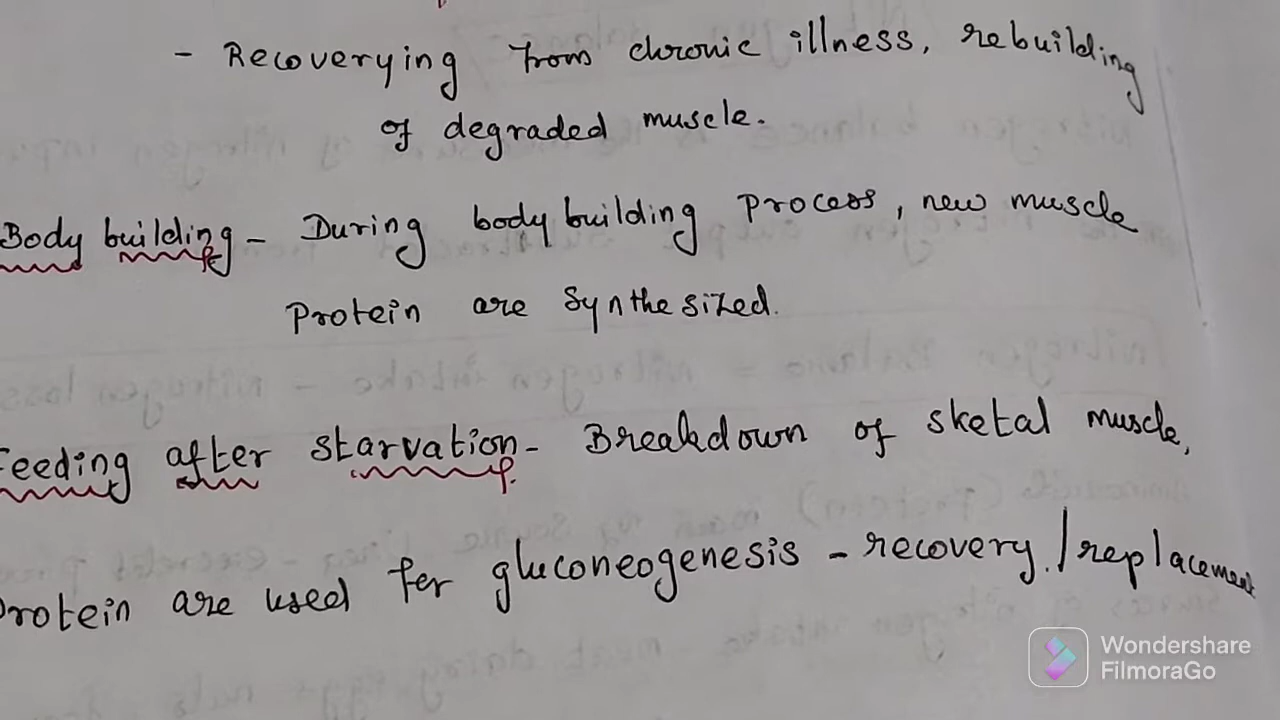 - Recoverying from chronic illness, rebuilding
of degraded muscle.
Body building - During body building process, new muscle
Protein are synthesized.
Feeding after starvation - Breakdown of sketal muscle,
Protein are used for gluconeogenesis - recovery / replacement
Wondershare
FilmoraGo